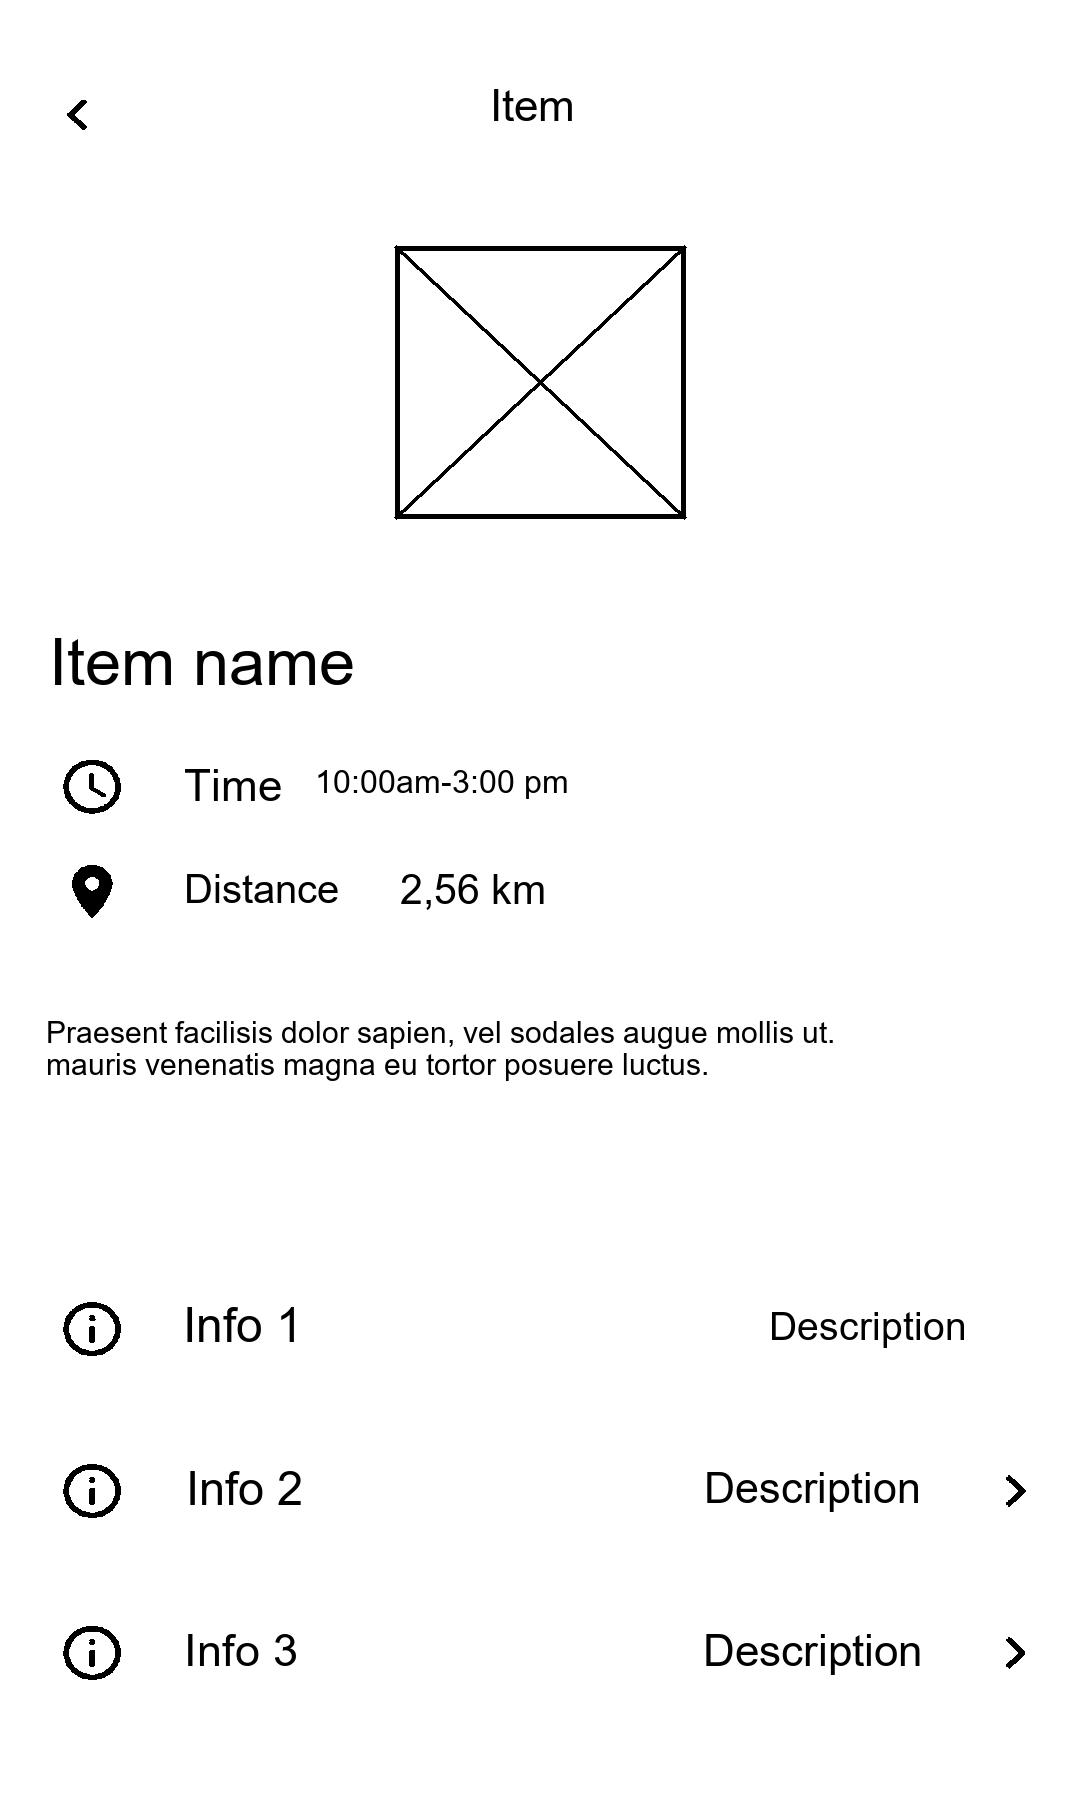 Item
Item name
Time 10:00am-3:00 pm
Distance 2,56 km
Praesent facilisis dolor sapien, vel sodales augue mollis ut.
mauris venenatis magna eu tortor posuere luctus.
Info 1 Description
Info 2 Description
Info 3 Description